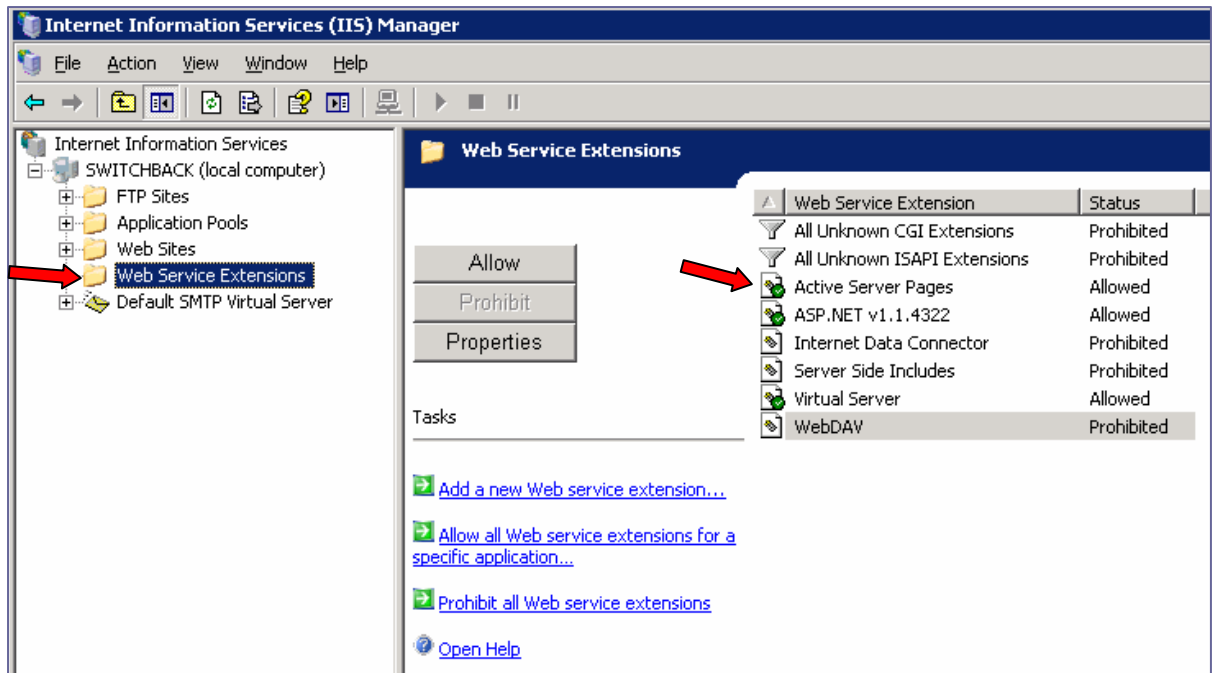 Internet Information Services (IIS) Manager
File Action View Window Help
Internet Information Services
SWITCHBACK (local computer)
FTP Sites
Application Pools
Web Sites
Web Service Extensions
Default SMTP Virtual Server
Web Service Extensions
Allow
Prohibit
Properties
Tasks
Add a new Web service extension...
Allow all Web service extensions for a
specific application...
Prohibit all Web service extensions
Open Help
Web Service Extension Status
All Unknown CGI Extensions Prohibited
All Unknown ISAPI Extensions Prohibited
Active Server Pages Allowed
ASP.NET v1.1.4322 Allowed
Internet Data Connector Prohibited
Server Side Includes Prohibited
Virtual Server Allowed
WebDAV Prohibited